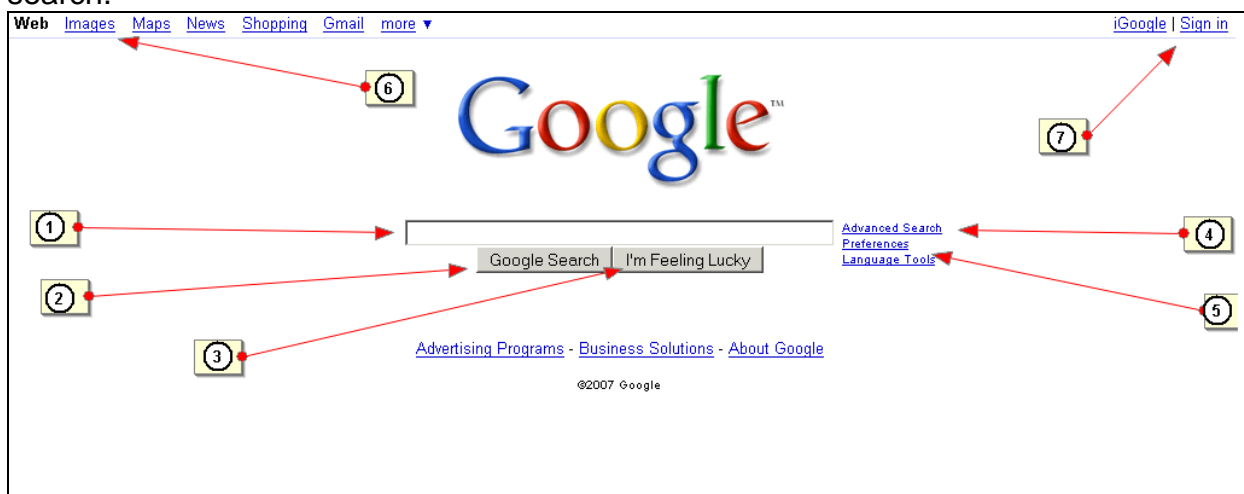 search.
Web Images Maps News Shopping Gmail more ▼ iGoogle | Sign in
6
Google™
7
1
Advanced Search
4
Preferences
Google Search I'm Feeling Lucky Language Tools
2
5
3
Advertising Programs - Business Solutions - About Google
©2007 Google